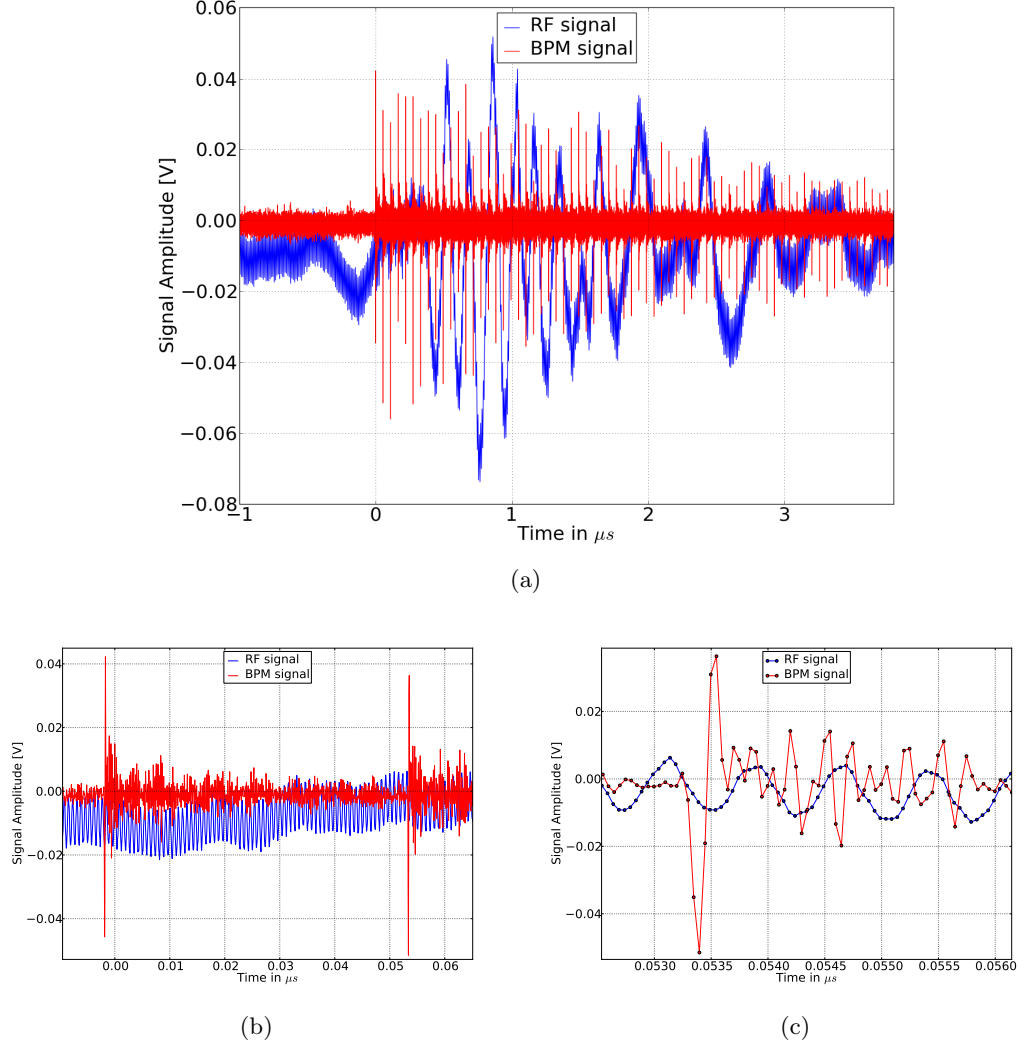 0.06
RF signal
BPM signal
0.04
0.02
0.00
−0.02
−0.04
−0.06
−0.08
Signal Amplitude [V]
−1 0 1 2 3
Time in μs
(a)
RF signal
BPM signal
0.04
0.02
0.00
−0.02
−0.04
Signal Amplitude [V]
0.00 0.01 0.02 0.03 0.04 0.05 0.06
Time in μs
(b)
RF signal
BPM signal
0.04
0.02
0.00
−0.02
−0.04
Signal Amplitude [V]
0.0530 0.0535 0.0540 0.0545 0.0550 0.0555 0.0560
Time in μs
(c)